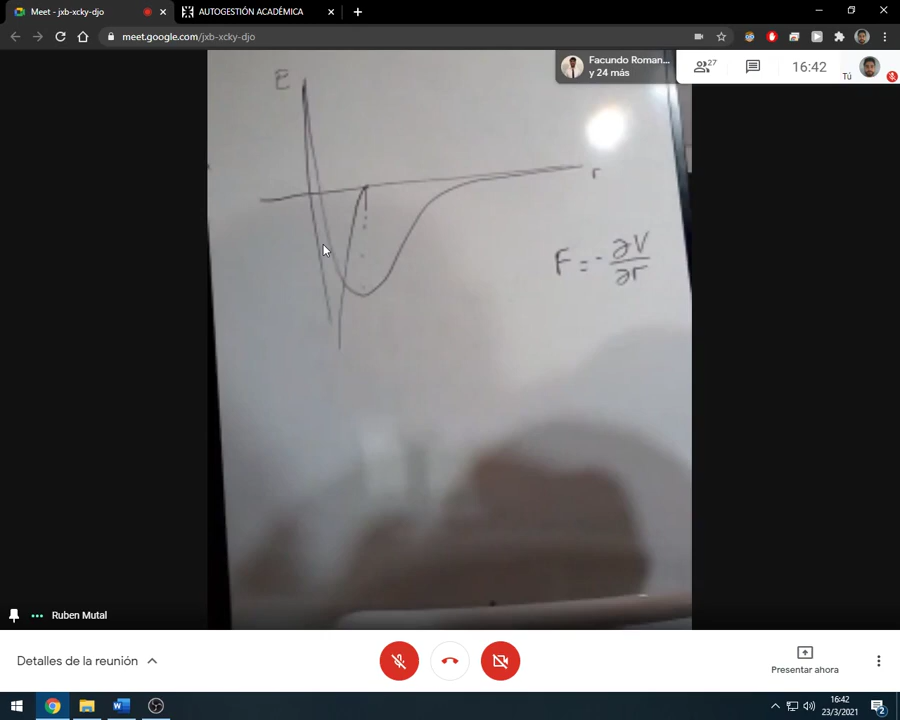 Meet - jxb-xcky-djo
AUTOGESTIÓN ACADÉMICA
meet.google.com/jxb-xcky-djo
Facundo Roman...
y 24 más
27
16:42
Tú
E
r
F = - ∂V/∂r
Ruben Mutal
Detalles de la reunión
Presentar ahora
16:42
23/3/2021
2